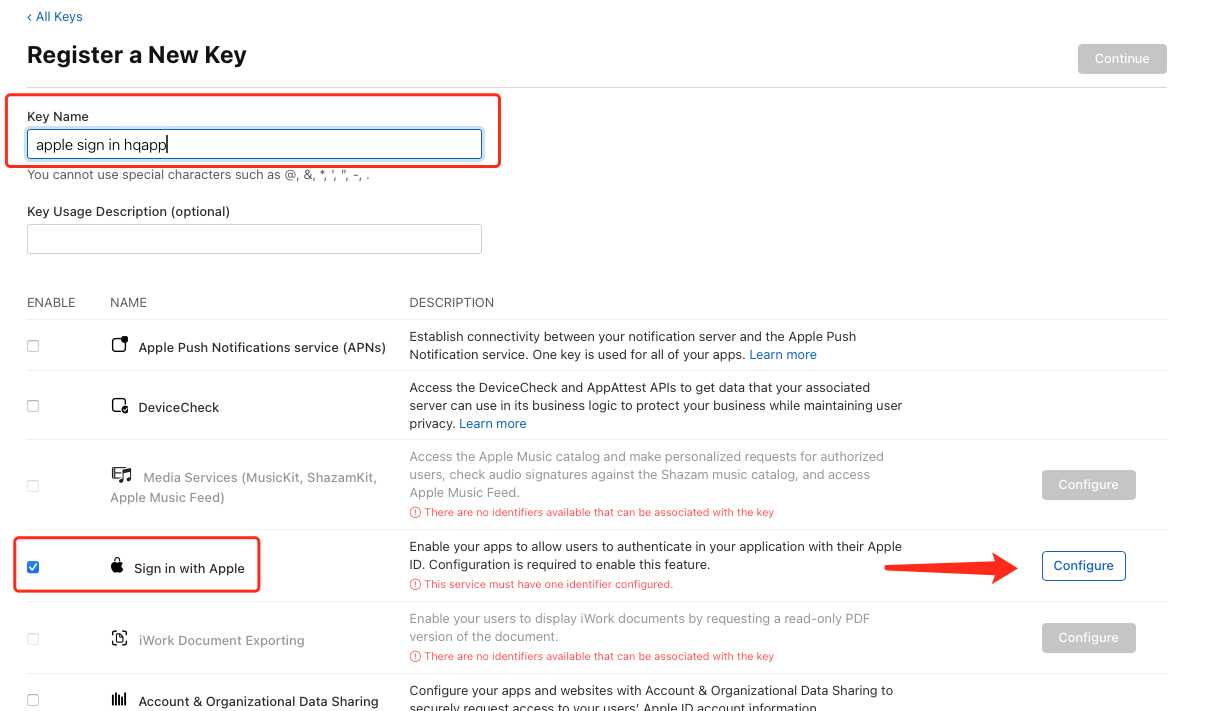 ‹ All Keys
Register a New Key
Continue
Key Name
apple sign in hqapp
You cannot use special characters such as @, &, *, ', ", -, .
Key Usage Description (optional)
ENABLE NAME DESCRIPTION
Apple Push Notifications service (APNs)
Establish connectivity between your notification server and the Apple Push
Notification service. One key is used for all of your apps. Learn more
DeviceCheck
Access the DeviceCheck and AppAttest APIs to get data that your associated
server can use in its business logic to protect your business while maintaining user
privacy. Learn more
Media Services (MusicKit, ShazamKit,
Apple Music Feed)
Access the Apple Music catalog and make personalized requests for authorized
users, check audio signatures against the Shazam music catalog, and access
Apple Music Feed.
There are no identifiers available that can be associated with the key
Configure
Sign in with Apple
Enable your apps to allow users to authenticate in your application with their Apple
ID. Configuration is required to enable this feature.
This service must have one identifier configured.
Configure
iWork Document Exporting
Enable your users to display iWork documents by requesting a read-only PDF
version of the document.
There are no identifiers available that can be associated with the key
Configure
Account & Organizational Data Sharing
Configure your apps and websites with Account & Organizational Data Sharing to
securely request access to your users' Apple ID account information.